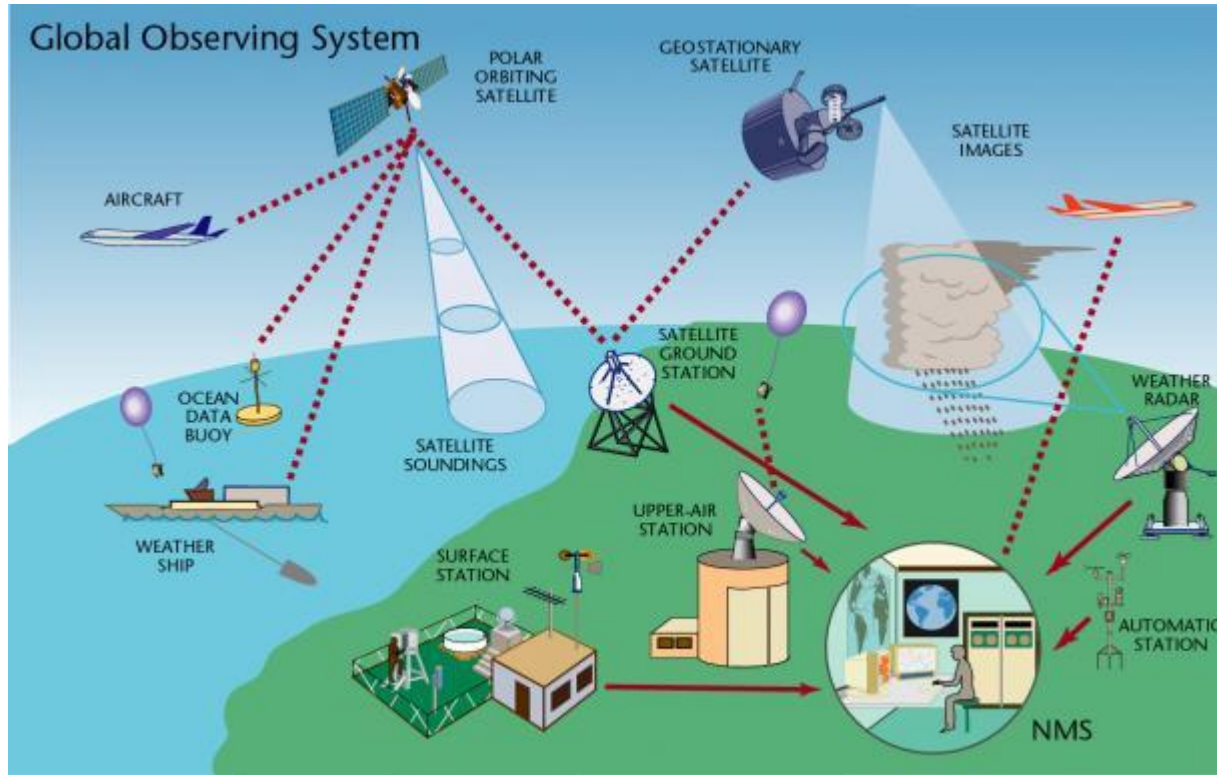 Global Observing System
POLAR
ORBITING
SATELLITE
GEOSTATIONARY
SATELLITE
SATELLITE
IMAGES
AIRCRAFT
SATELLITE
GROUND
STATION
WEATHER
RADAR
OCEAN
DATA
BUOY
SATELLITE
SOUNDINGS
UPPER-AIR
STATION
WEATHER
SHIP
SURFACE
STATION
AUTOMATIC
STATION
NMS